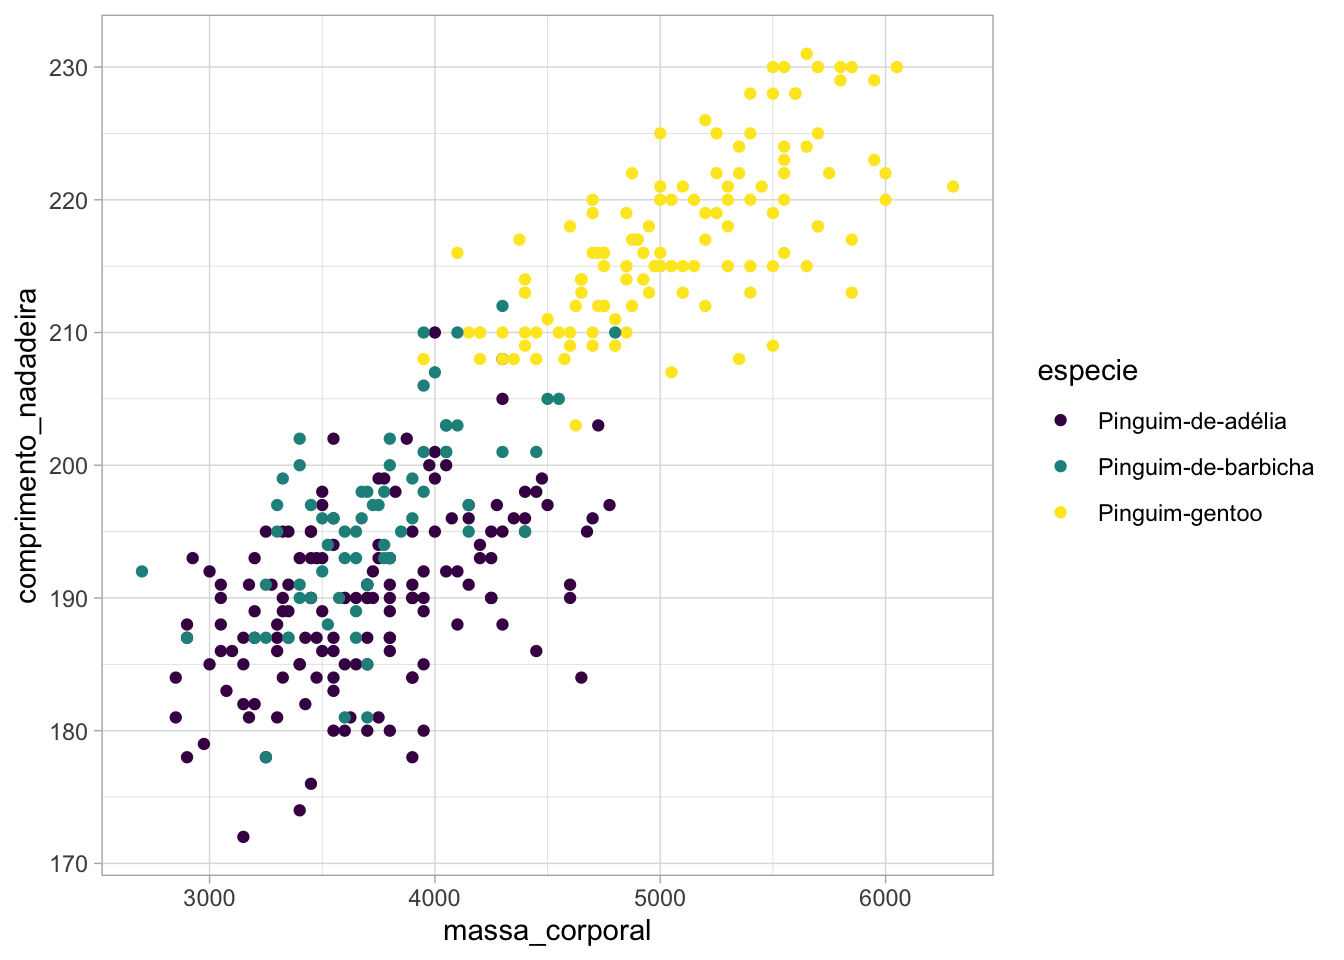 230
220
210
200
190
180
170
comprimento_nadadeira
3000 4000 5000 6000
massa_corporal
especie
Pinguim-de-adélia
Pinguim-de-barbicha
Pinguim-gentoo